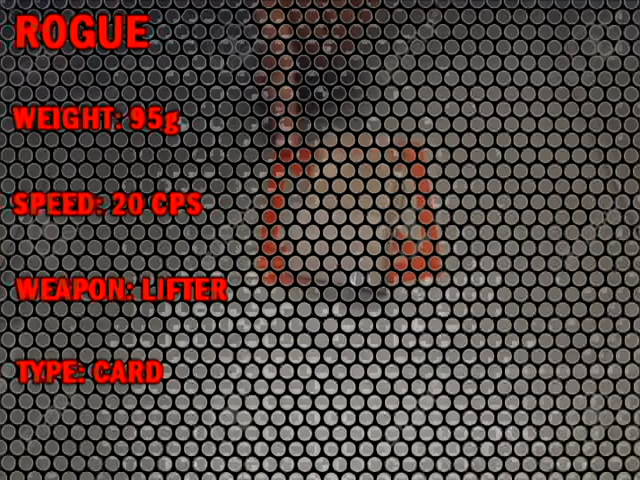 ROGUE
WEIGHT: 95g
SPEED: 20 CPS
WEAPON: LIFTER
TYPE: CARD